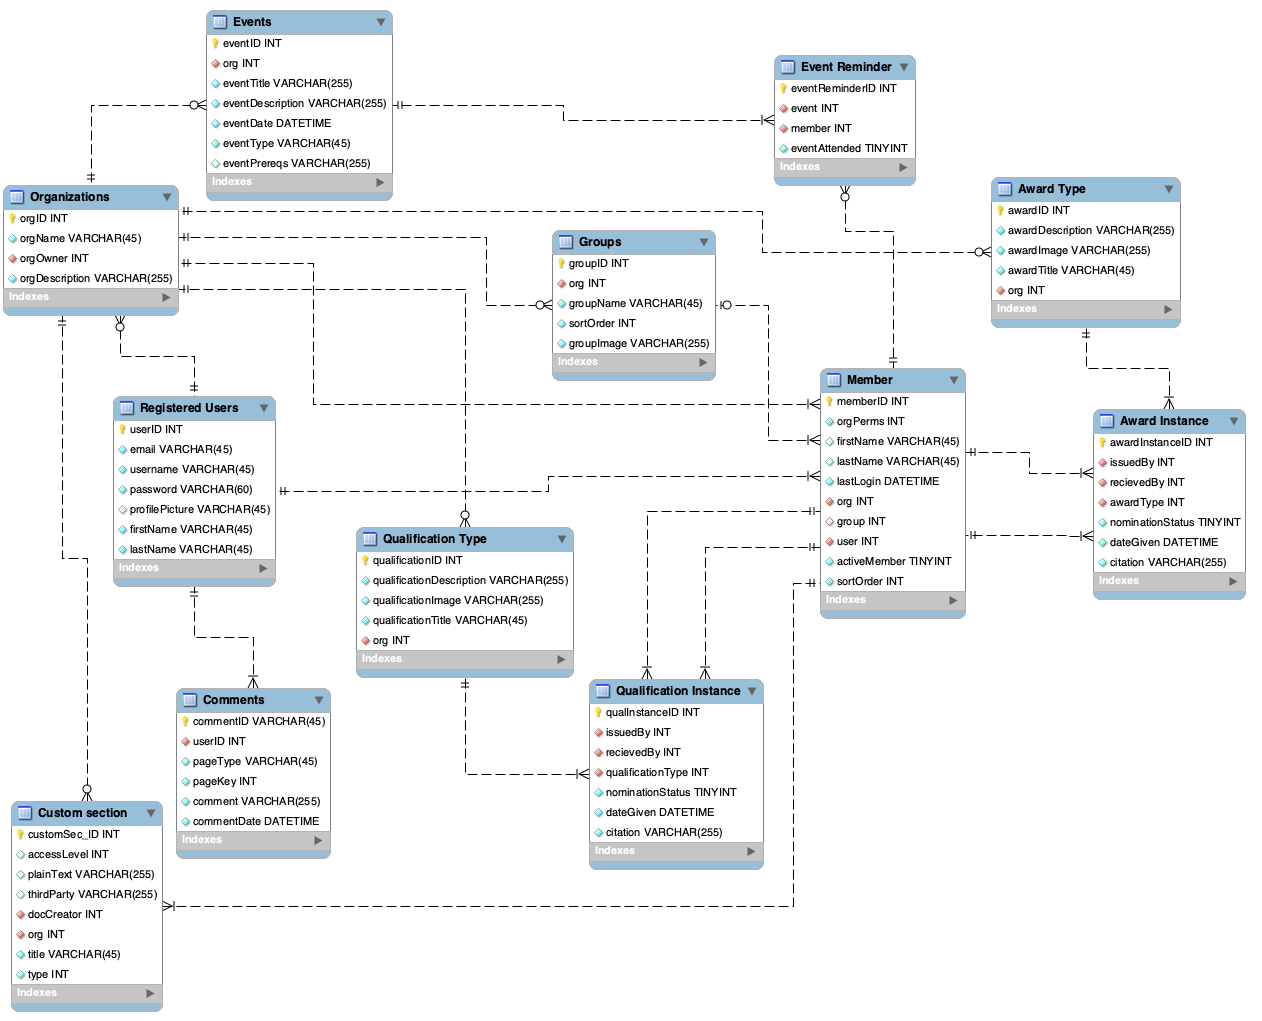 Events
eventID INT
org INT
eventTitle VARCHAR(255)
eventDescription VARCHAR(255)
eventDate DATETIME
eventType VARCHAR(45)
eventPrereqs VARCHAR(255)
Indexes
Event Reminder
eventReminderID INT
event INT
member INT
eventAttended TINYINT
Indexes
Organizations
orgID INT
orgName VARCHAR(45)
orgOwner INT
orgDescription VARCHAR(255)
Indexes
Award Type
awardID INT
awardDescription VARCHAR(255)
awardImage VARCHAR(255)
awardTitle VARCHAR(45)
org INT
Indexes
Groups
groupID INT
org INT
groupName VARCHAR(45)
sortOrder INT
groupImage VARCHAR(255)
Indexes
Member
memberID INT
orgPerms INT
firstName VARCHAR(45)
lastName VARCHAR(45)
lastLogin DATETIME
org INT
group INT
user INT
activeMember TINYINT
sortOrder INT
Indexes
Registered Users
userID INT
email VARCHAR(45)
username VARCHAR(45)
password VARCHAR(60)
profilePicture VARCHAR(45)
firstName VARCHAR(45)
lastName VARCHAR(45)
Indexes
Award Instance
awardInstanceID INT
issuedBy INT
recievedBy INT
awardType INT
nominationStatus TINYINT
dateGiven DATETIME
citation VARCHAR(255)
Indexes
Qualification Type
qualificationID INT
qualificationDescription VARCHAR(255)
qualificationImage VARCHAR(255)
qualificationTitle VARCHAR(45)
org INT
Indexes
Comments
commentID VARCHAR(45)
userID INT
pageType VARCHAR(45)
pageKey INT
comment VARCHAR(255)
commentDate DATETIME
Indexes
Qualification Instance
qualInstanceID INT
issuedBy INT
recievedBy INT
qualificationType INT
nominationStatus TINYINT
dateGiven DATETIME
citation VARCHAR(255)
Indexes
Custom section
customSec_ID INT
accessLevel INT
plainText VARCHAR(255)
thirdParty VARCHAR(255)
docCreator INT
org INT
title VARCHAR(45)
type INT
Indexes